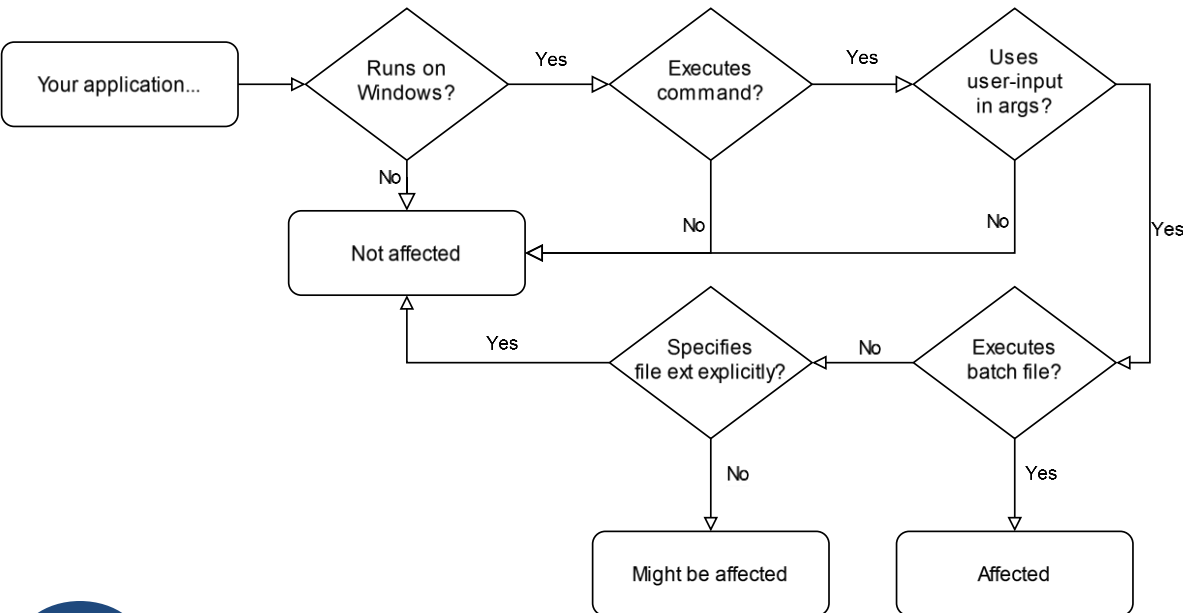 Your application...
Runs on
Windows?
Yes
Executes
command?
Yes
Uses
user-input
in args?
No
Not affected
No
No
Yes
Yes
Specifies
file ext explicitly?
No
Executes
batch file?
No
Yes
Might be affected
Affected